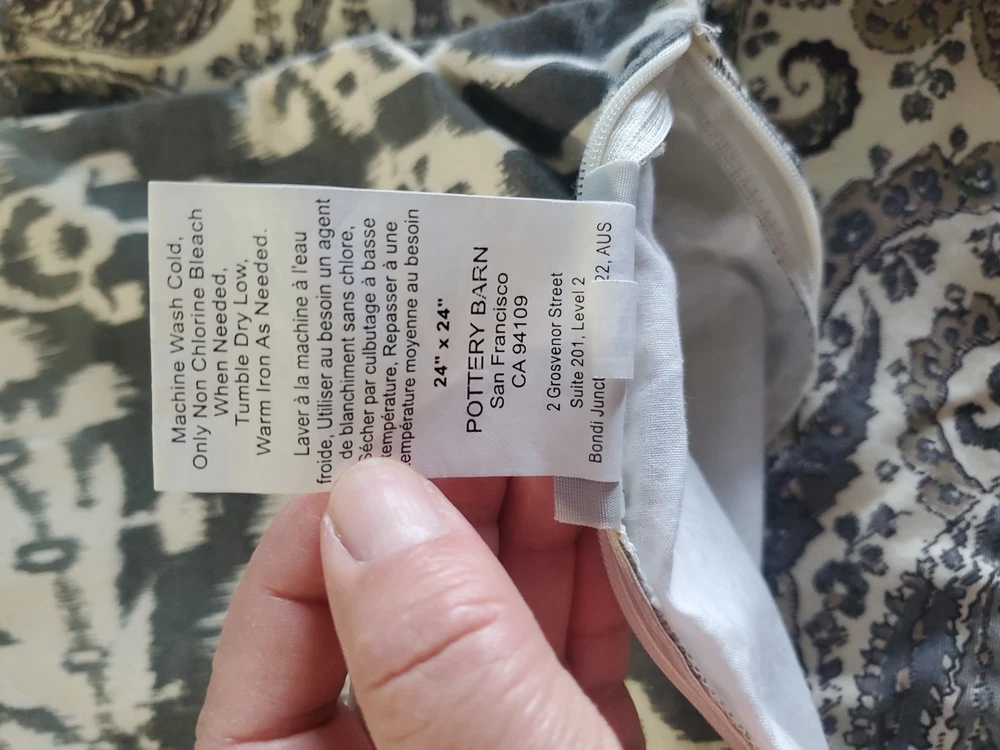 Machine Wash Cold,
Only Non Chlorine Bleach
When Needed,
Tumble Dry Low,
Warm Iron As Needed.
Laver à la machine à l'eau
froide, Utiliser au besoin un agent
de blanchiment sans chlore,
Sécher par culbutage à basse
température, Repasser à une
température moyenne au besoin
24" x 24"
POTTERY BARN
San Francisco
CA 94109
2 Grosvenor Street
Suite 201, Level 2
Bondi Junct 22, AUS